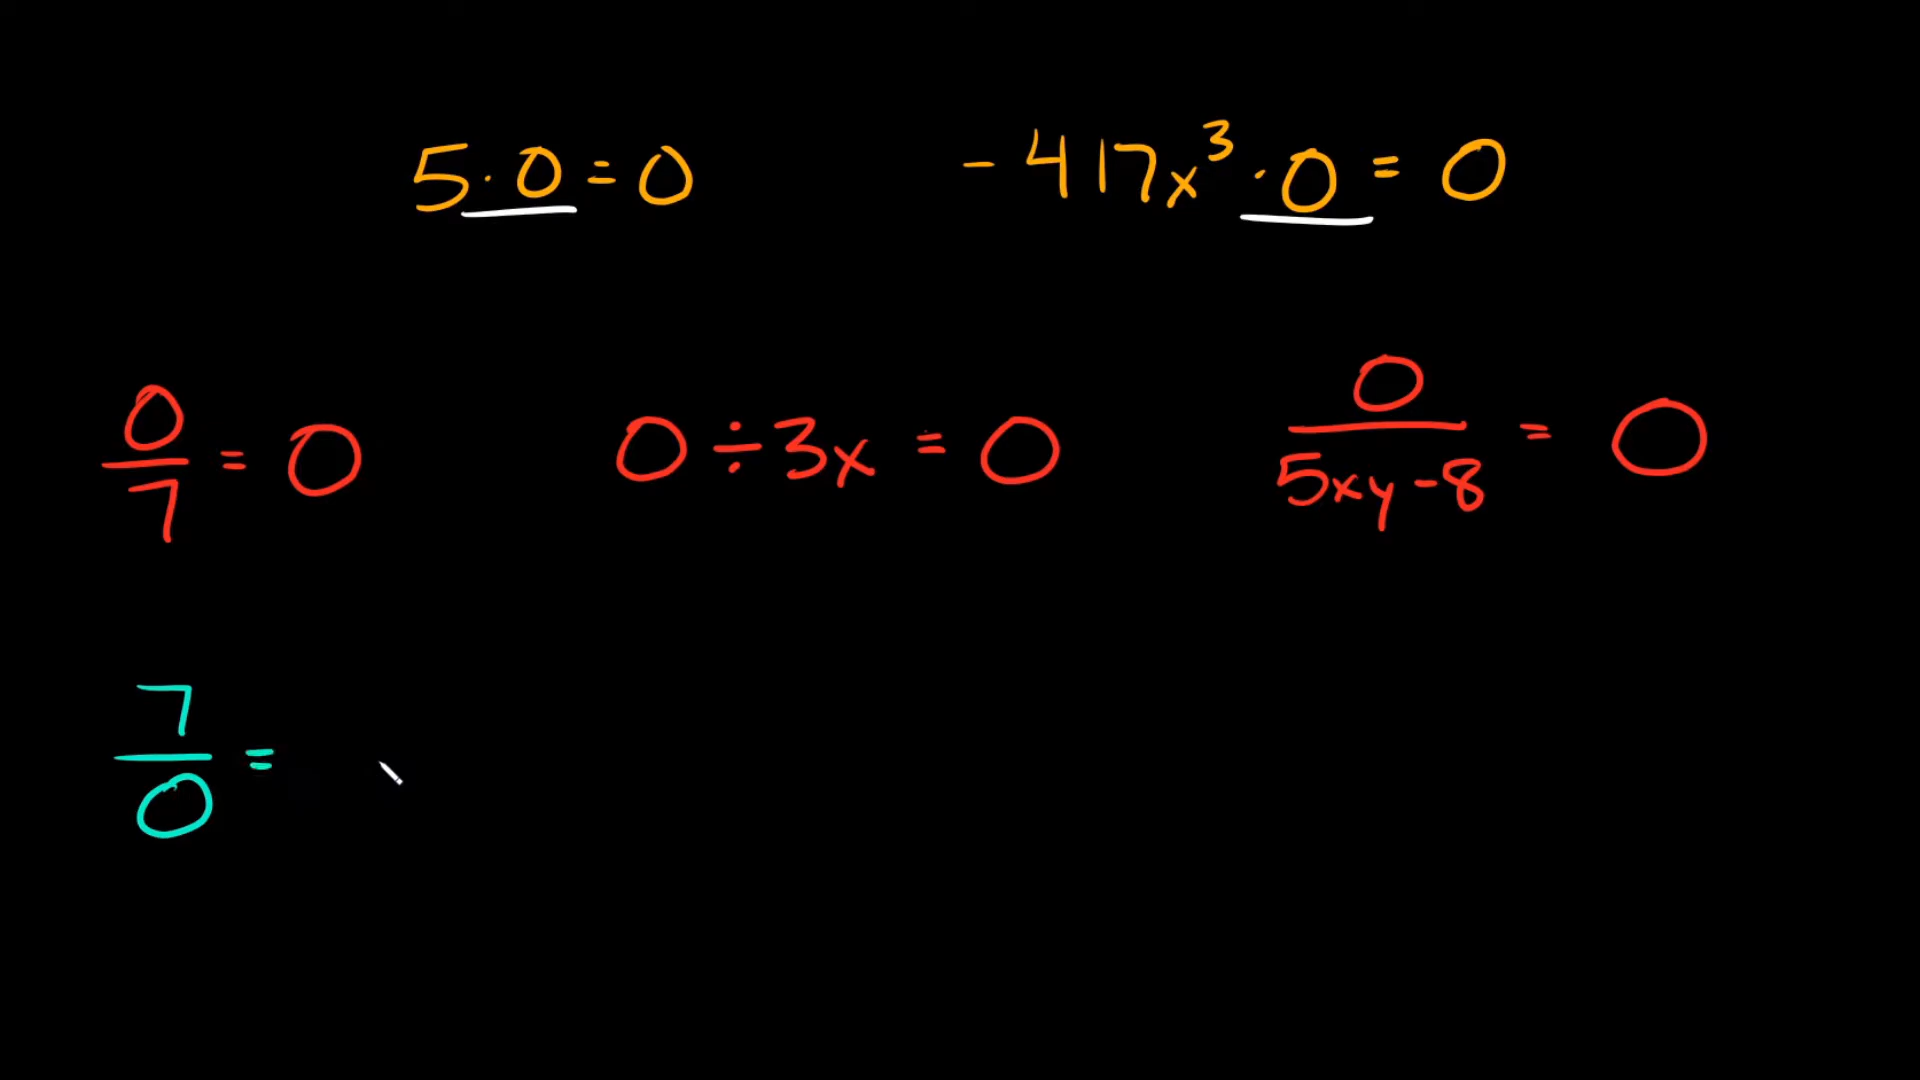 5 · 0 = 0
-417x³ · 0 = 0
0/7 = 0
0 ÷ 3x = 0
0/(5xy-8) = 0
7/0 =